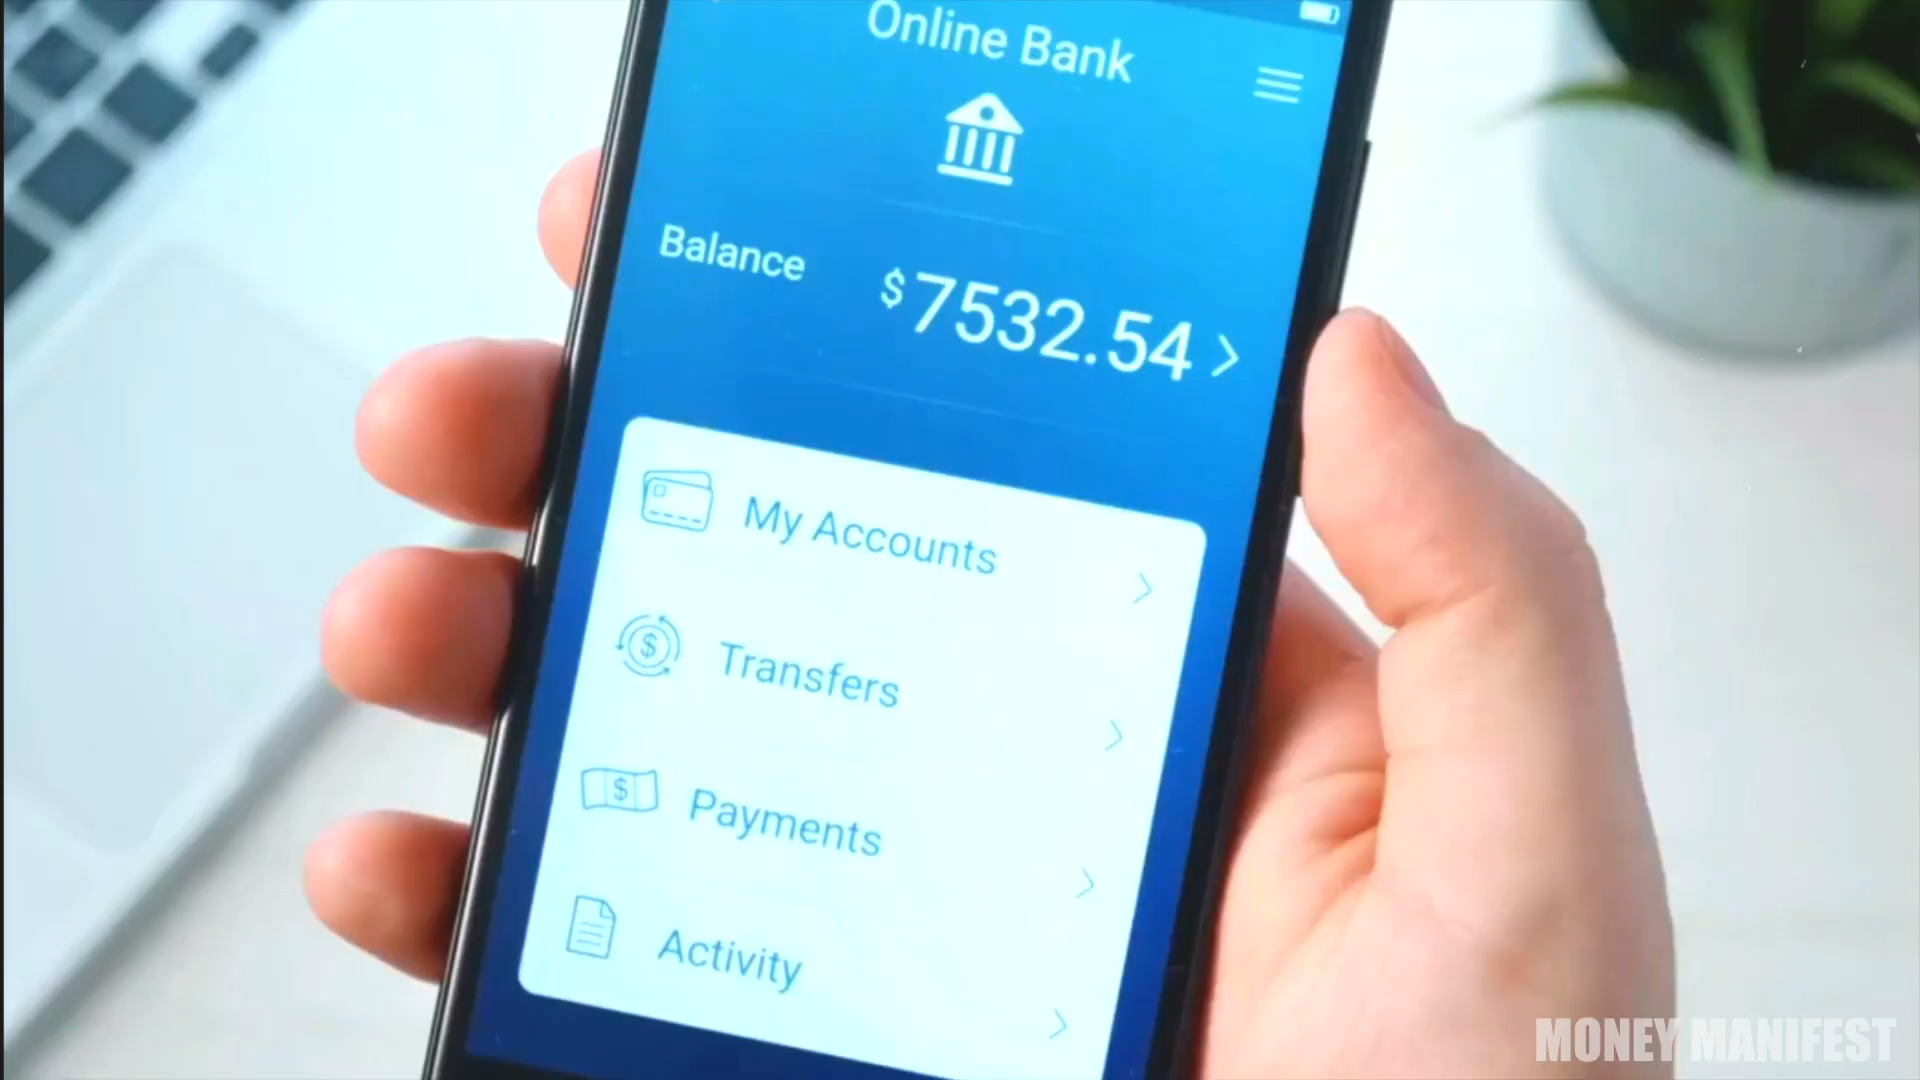 Online Bank
Balance
$7532.54
My Accounts
Transfers
Payments
Activity
MONEY MANIFEST